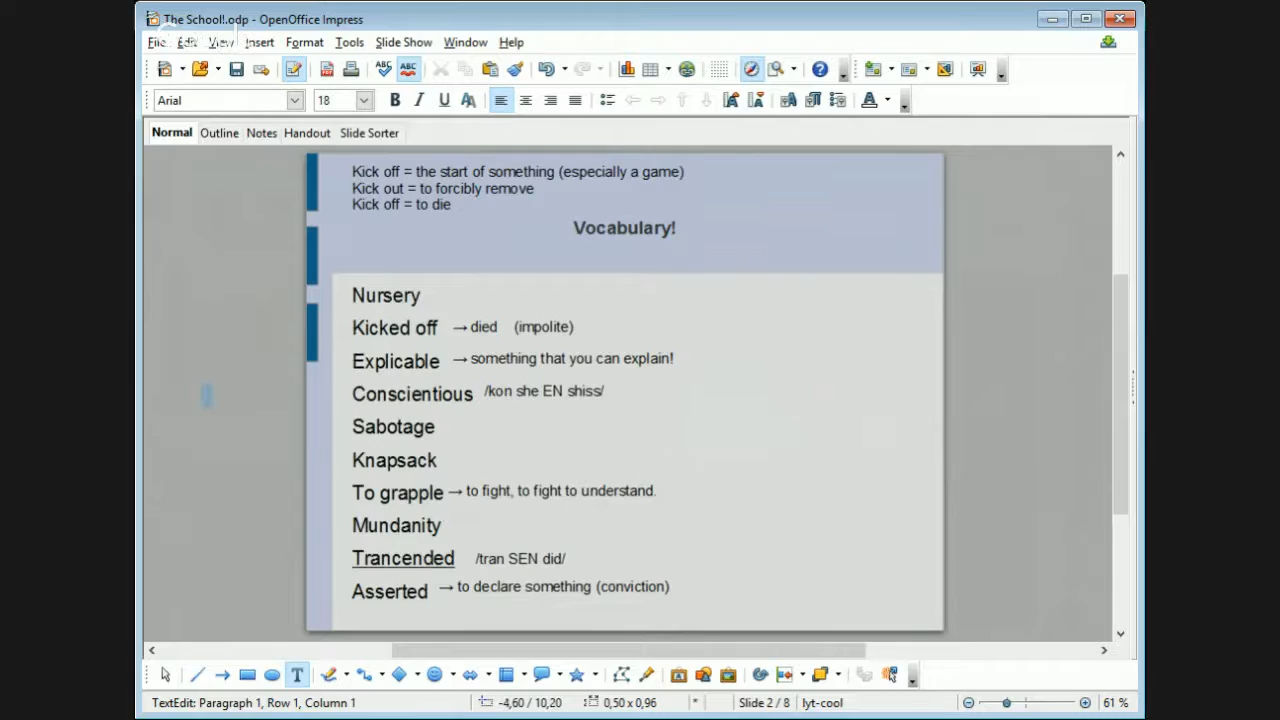 The School!.odp - OpenOffice Impress
File Edit View Insert Format Tools Slide Show Window Help
Arial 18
Normal Outline Notes Handout Slide Sorter
Kick off = the start of something (especially a game)
Kick out = to forcibly remove
Kick off = to die
Vocabulary!
Nursery
Kicked off → died (impolite)
Explicable → something that you can explain!
Conscientious /kon she EN shiss/
Sabotage
Knapsack
To grapple → to fight, to fight to understand.
Mundanity
Trancended /tran SEN did/
Asserted → to declare something (conviction)
TextEdit: Paragraph 1, Row 1, Column 1 -4,60 / 10,20 0,50 x 0,96 * Slide 2 / 8 lyt-cool 61 %